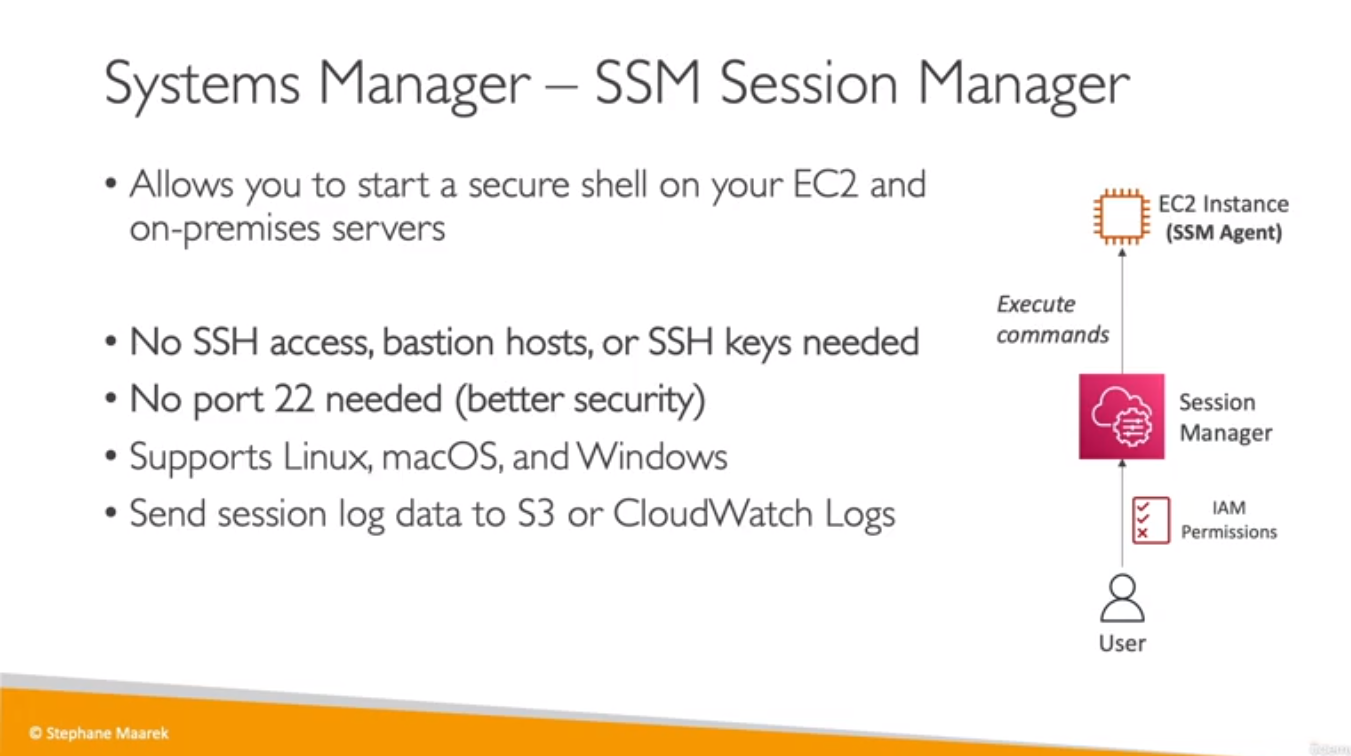 Systems Manager – SSM Session Manager
• Allows you to start a secure shell on your EC2 and
on-premises servers
• No SSH access, bastion hosts, or SSH keys needed
• No port 22 needed (better security)
• Supports Linux, macOS, and Windows
• Send session log data to S3 or CloudWatch Logs
EC2 Instance
(SSM Agent)
Execute
commands
Session
Manager
IAM
Permissions
User
© Stephane Maarek
Udemy